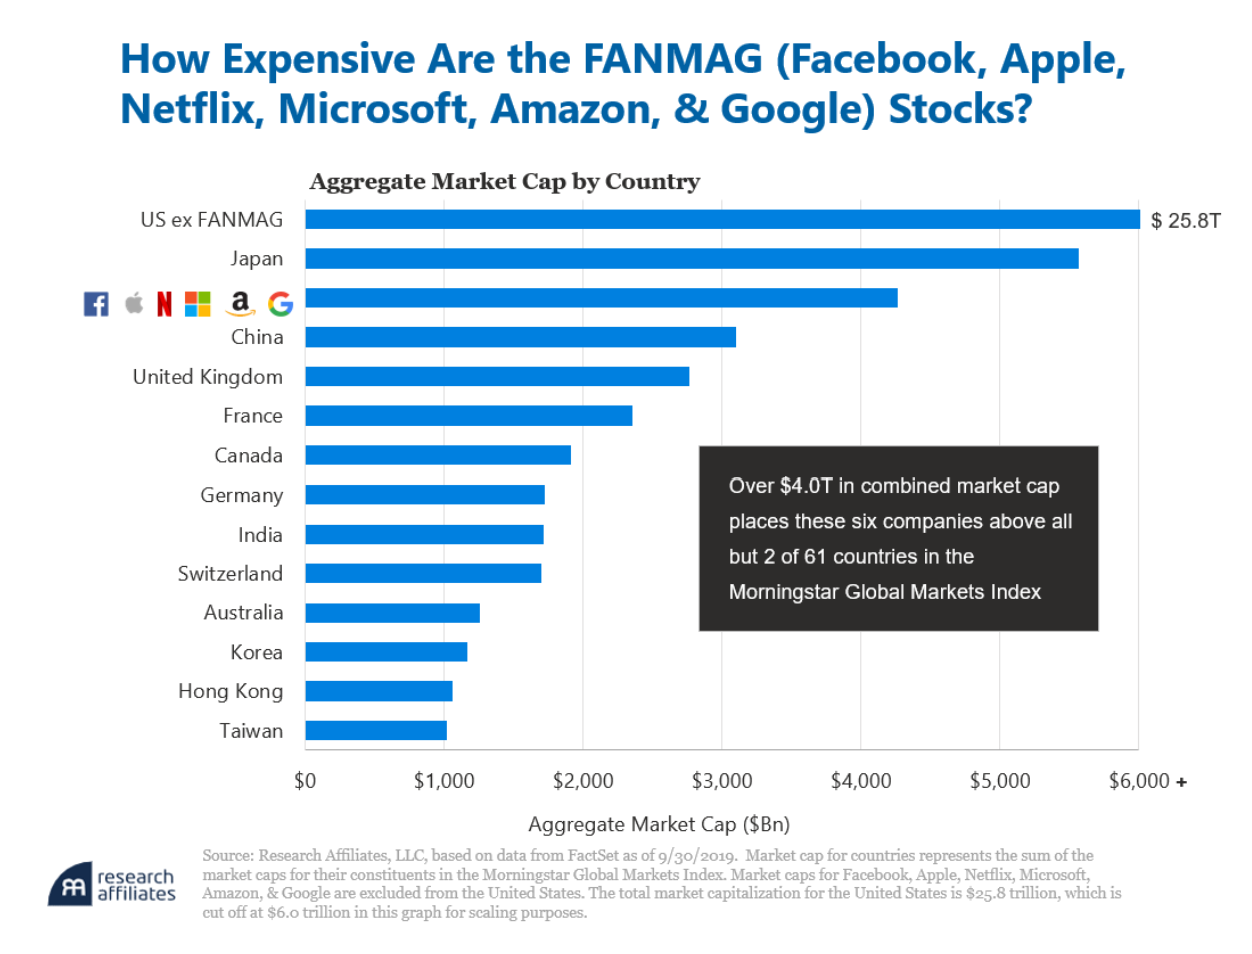 How Expensive Are the FANMAG (Facebook, Apple,
Netflix, Microsoft, Amazon, & Google) Stocks?
Aggregate Market Cap by Country
US ex FANMAG
$ 25.8T
Japan
China
United Kingdom
France
Canada
Germany
India
Switzerland
Australia
Korea
Hong Kong
Taiwan
Over $4.0T in combined market cap
places these six companies above all
but 2 of 61 countries in the
Morningstar Global Markets Index
$0 $1,000 $2,000 $3,000 $4,000 $5,000 $6,000 +
Aggregate Market Cap ($Bn)
research
affiliates
Source: Research Affiliates, LLC, based on data from FactSet as of 9/30/2019. Market cap for countries represents the sum of the
market caps for their constituents in the Morningstar Global Markets Index. Market caps for Facebook, Apple, Netflix, Microsoft,
Amazon, & Google are excluded from the United States. The total market capitalization for the United States is $25.8 trillion, which is
cut off at $6.0 trillion in this graph for scaling purposes.